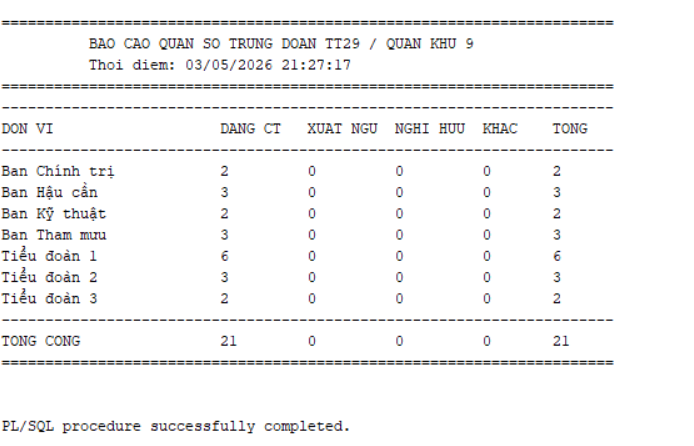 ======================================================================
BAO CAO QUAN SO TRUNG DOAN TT29 / QUAN KHU 9
Thoi diem: 03/05/2026 21:27:17
======================================================================
----------------------------------------------------------------------
DON VI DANG CT XUAT NGU NGHI HUU KHAC TONG
----------------------------------------------------------------------
Ban Chính trị 2 0 0 0 2
Ban Hậu cần 3 0 0 0 3
Ban Kỹ thuật 2 0 0 0 2
Ban Tham mưu 3 0 0 0 3
Tiểu đoàn 1 6 0 0 0 6
Tiểu đoàn 2 3 0 0 0 3
Tiểu đoàn 3 2 0 0 0 2
----------------------------------------------------------------------
TONG CONG 21 0 0 0 21
======================================================================
PL/SQL procedure successfully completed.